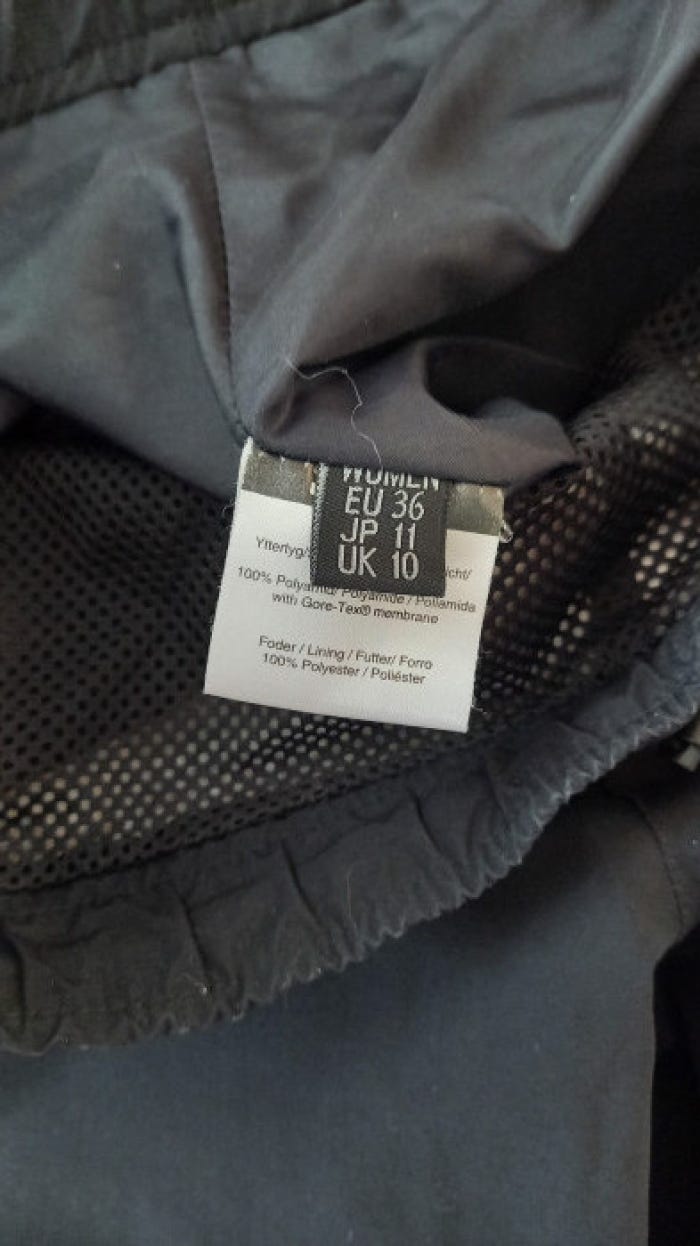 WOMEN
EU 36
JP 11
UK 10
Yttertyg/
100% Polyamid/ Polyamide / Poliamida
with Gore-Tex® membrane
Foder / Lining / Futter/ Forro
100% Polyester / Poliéster